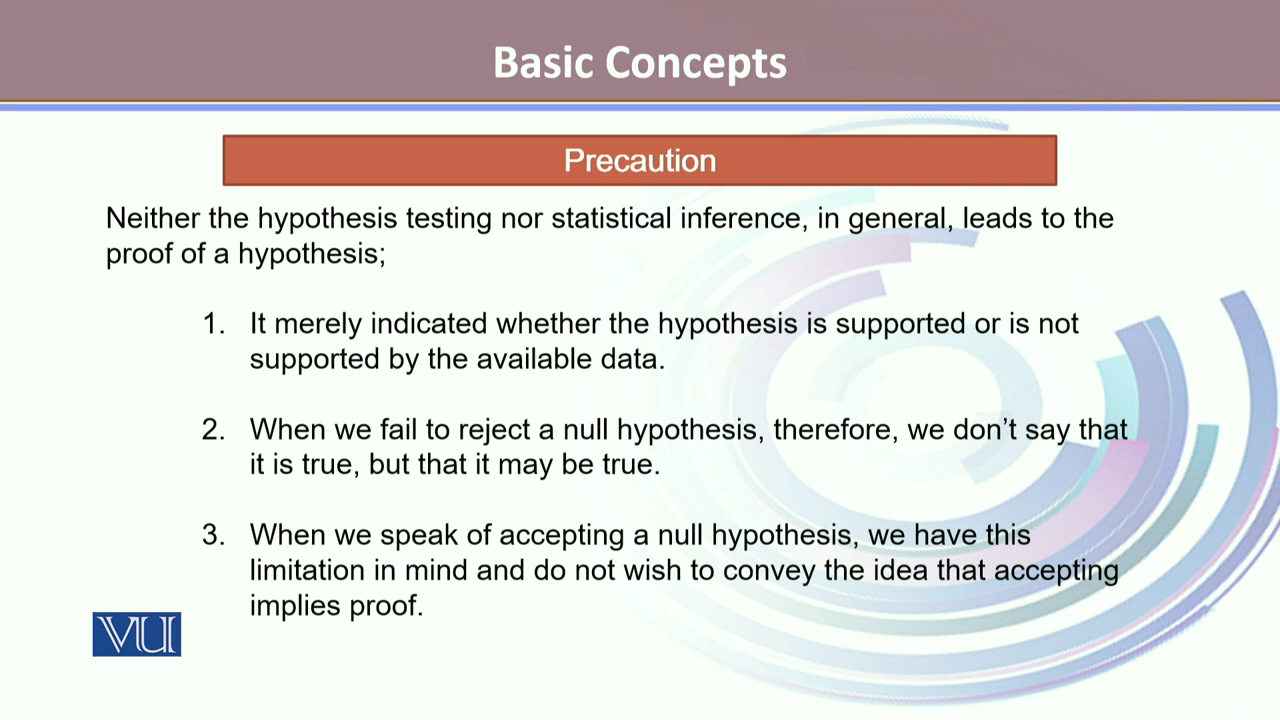 Basic Concepts
Precaution
Neither the hypothesis testing nor statistical inference, in general, leads to the
proof of a hypothesis;
1. It merely indicated whether the hypothesis is supported or is not
supported by the available data.
2. When we fail to reject a null hypothesis, therefore, we don’t say that
it is true, but that it may be true.
3. When we speak of accepting a null hypothesis, we have this
limitation in mind and do not wish to convey the idea that accepting
implies proof.
VU